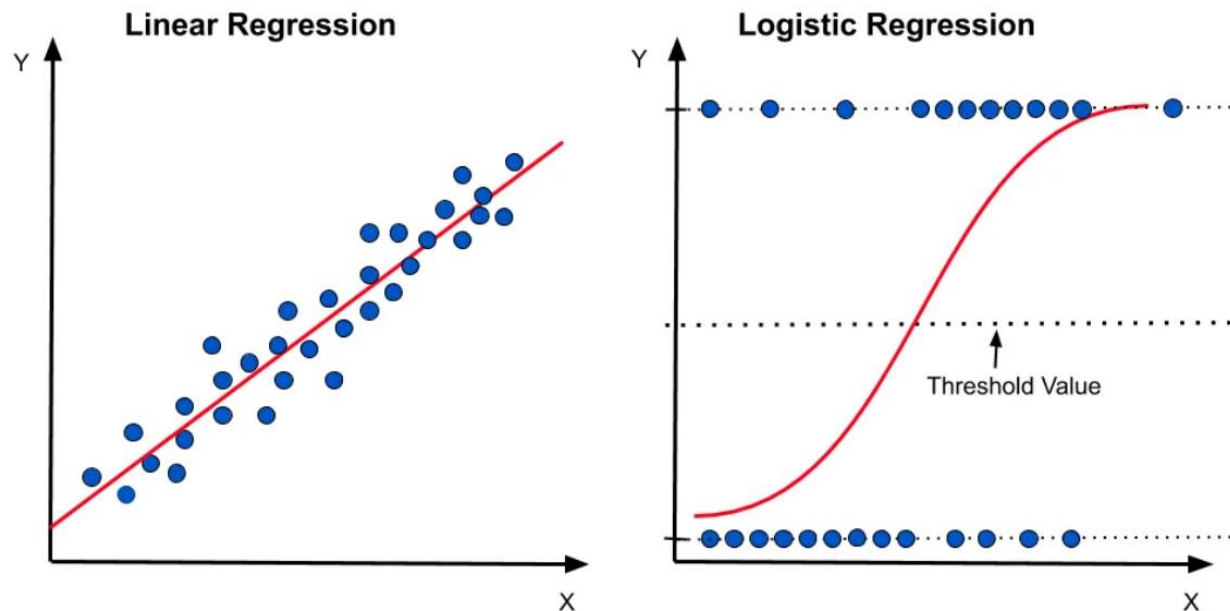 Linear Regression
Y
X
Logistic Regression
Y
Threshold Value
X